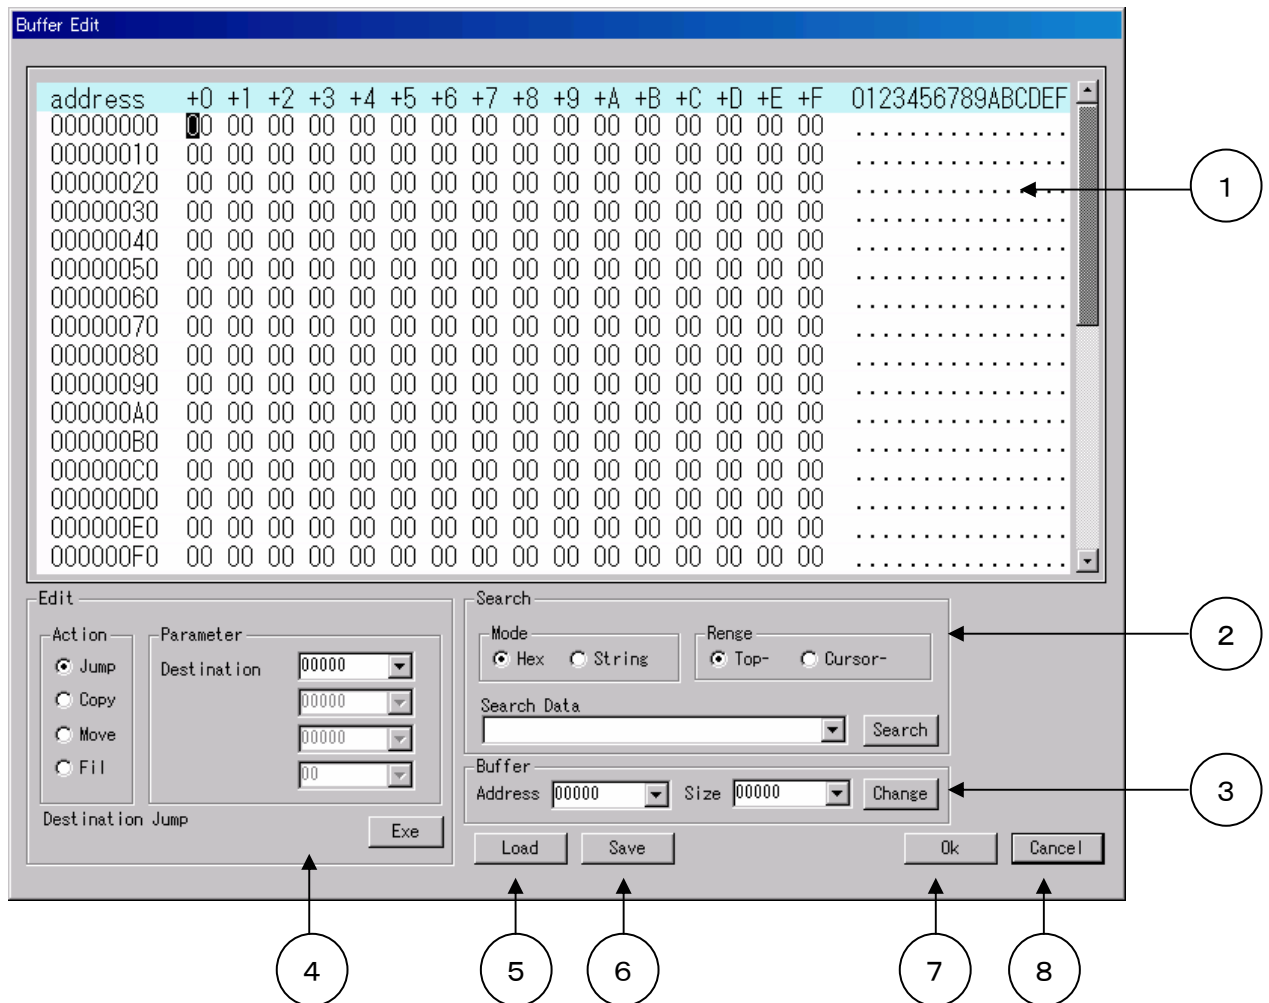 Buffer Edit
address +0 +1 +2 +3 +4 +5 +6 +7 +8 +9 +A +B +C +D +E +F 0123456789ABCDEF
00000000 00 00 00 00 00 00 00 00 00 00 00 00 00 00 00 00 ................
00000010 00 00 00 00 00 00 00 00 00 00 00 00 00 00 00 00 ................
00000020 00 00 00 00 00 00 00 00 00 00 00 00 00 00 00 00 ................
00000030 00 00 00 00 00 00 00 00 00 00 00 00 00 00 00 00 ................
00000040 00 00 00 00 00 00 00 00 00 00 00 00 00 00 00 00 ................
00000050 00 00 00 00 00 00 00 00 00 00 00 00 00 00 00 00 ................
00000060 00 00 00 00 00 00 00 00 00 00 00 00 00 00 00 00 ................
00000070 00 00 00 00 00 00 00 00 00 00 00 00 00 00 00 00 ................
00000080 00 00 00 00 00 00 00 00 00 00 00 00 00 00 00 00 ................
00000090 00 00 00 00 00 00 00 00 00 00 00 00 00 00 00 00 ................
000000A0 00 00 00 00 00 00 00 00 00 00 00 00 00 00 00 00 ................
000000B0 00 00 00 00 00 00 00 00 00 00 00 00 00 00 00 00 ................
000000C0 00 00 00 00 00 00 00 00 00 00 00 00 00 00 00 00 ................
000000D0 00 00 00 00 00 00 00 00 00 00 00 00 00 00 00 00 ................
000000E0 00 00 00 00 00 00 00 00 00 00 00 00 00 00 00 00 ................
000000F0 00 00 00 00 00 00 00 00 00 00 00 00 00 00 00 00 ................
1
Edit
Action
Jump
Copy
Move
Fil
Parameter
Destination 00000
00000
00000
00
Destination Jump
Exe
Search
Mode
Hex String
Renge
Top- Cursor-
Search Data
Search
2
Buffer
Address 00000 Size 00000 Change
3
Load Save Ok Cancel
4 5 6 7 8